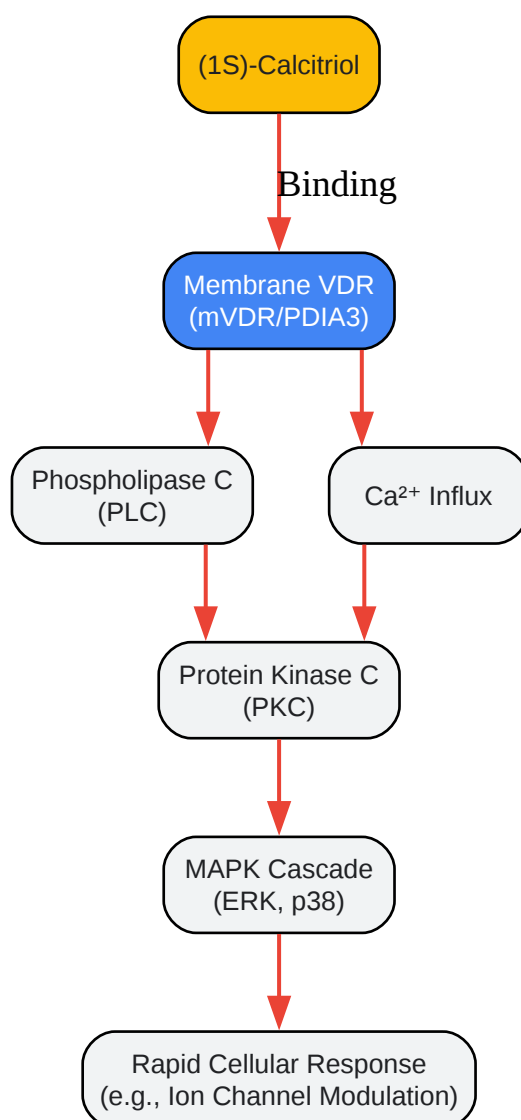 (1S)-Calcitriol
Binding
Membrane VDR
(mVDR/PDIA3)
Phospholipase C
(PLC)
Ca²⁺ Influx
Protein Kinase C
(PKC)
MAPK Cascade
(ERK, p38)
Rapid Cellular Response
(e.g., Ion Channel Modulation)